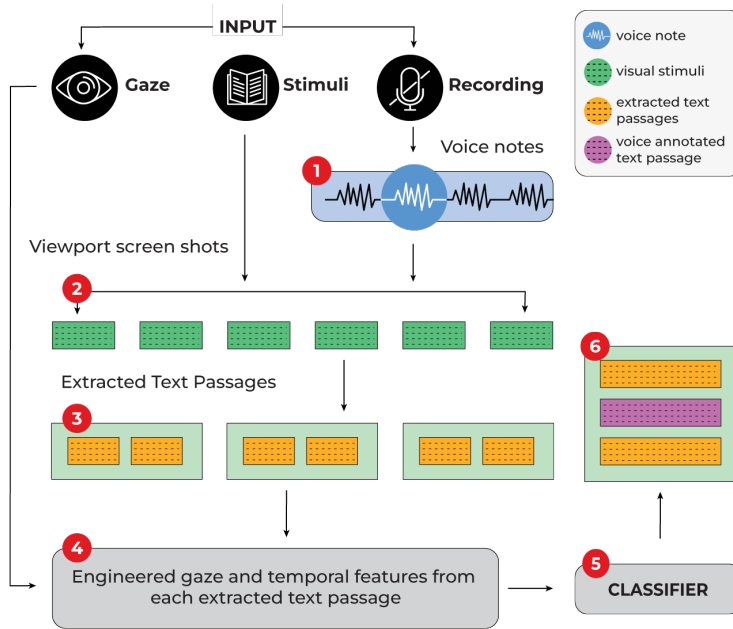 INPUT
Gaze
Stimuli
Recording
voice note
visual stimuli
extracted text
passages
voice annotated
text passage
Voice notes
1
Viewport screen shots
2
Extracted Text Passages
3
6
4
Engineered gaze and temporal features from
each extracted text passage
5
CLASSIFIER